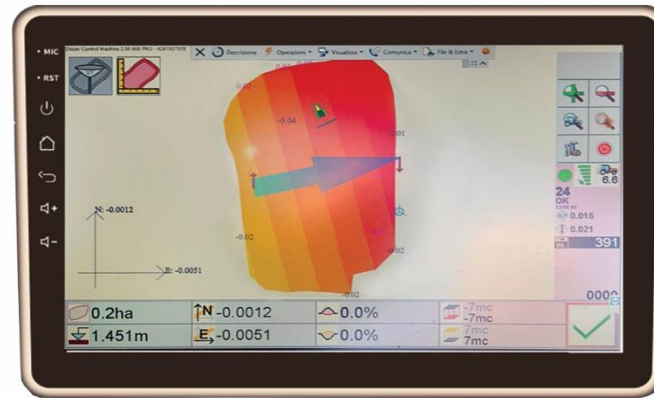 MIC
RST
PRO
Descrizione Operazioni Visualizza Comunica File & Extra
0.02
-0.04
-0.02
-0.02
-0.02
N: -0.0012
E: -0.0051
6.6
24
OK
0.016
0.021
391
0.2ha N -0.0012 0.0% -7mc
-7mc
1.451m E -0.0051 0.0% 7mc
7mc